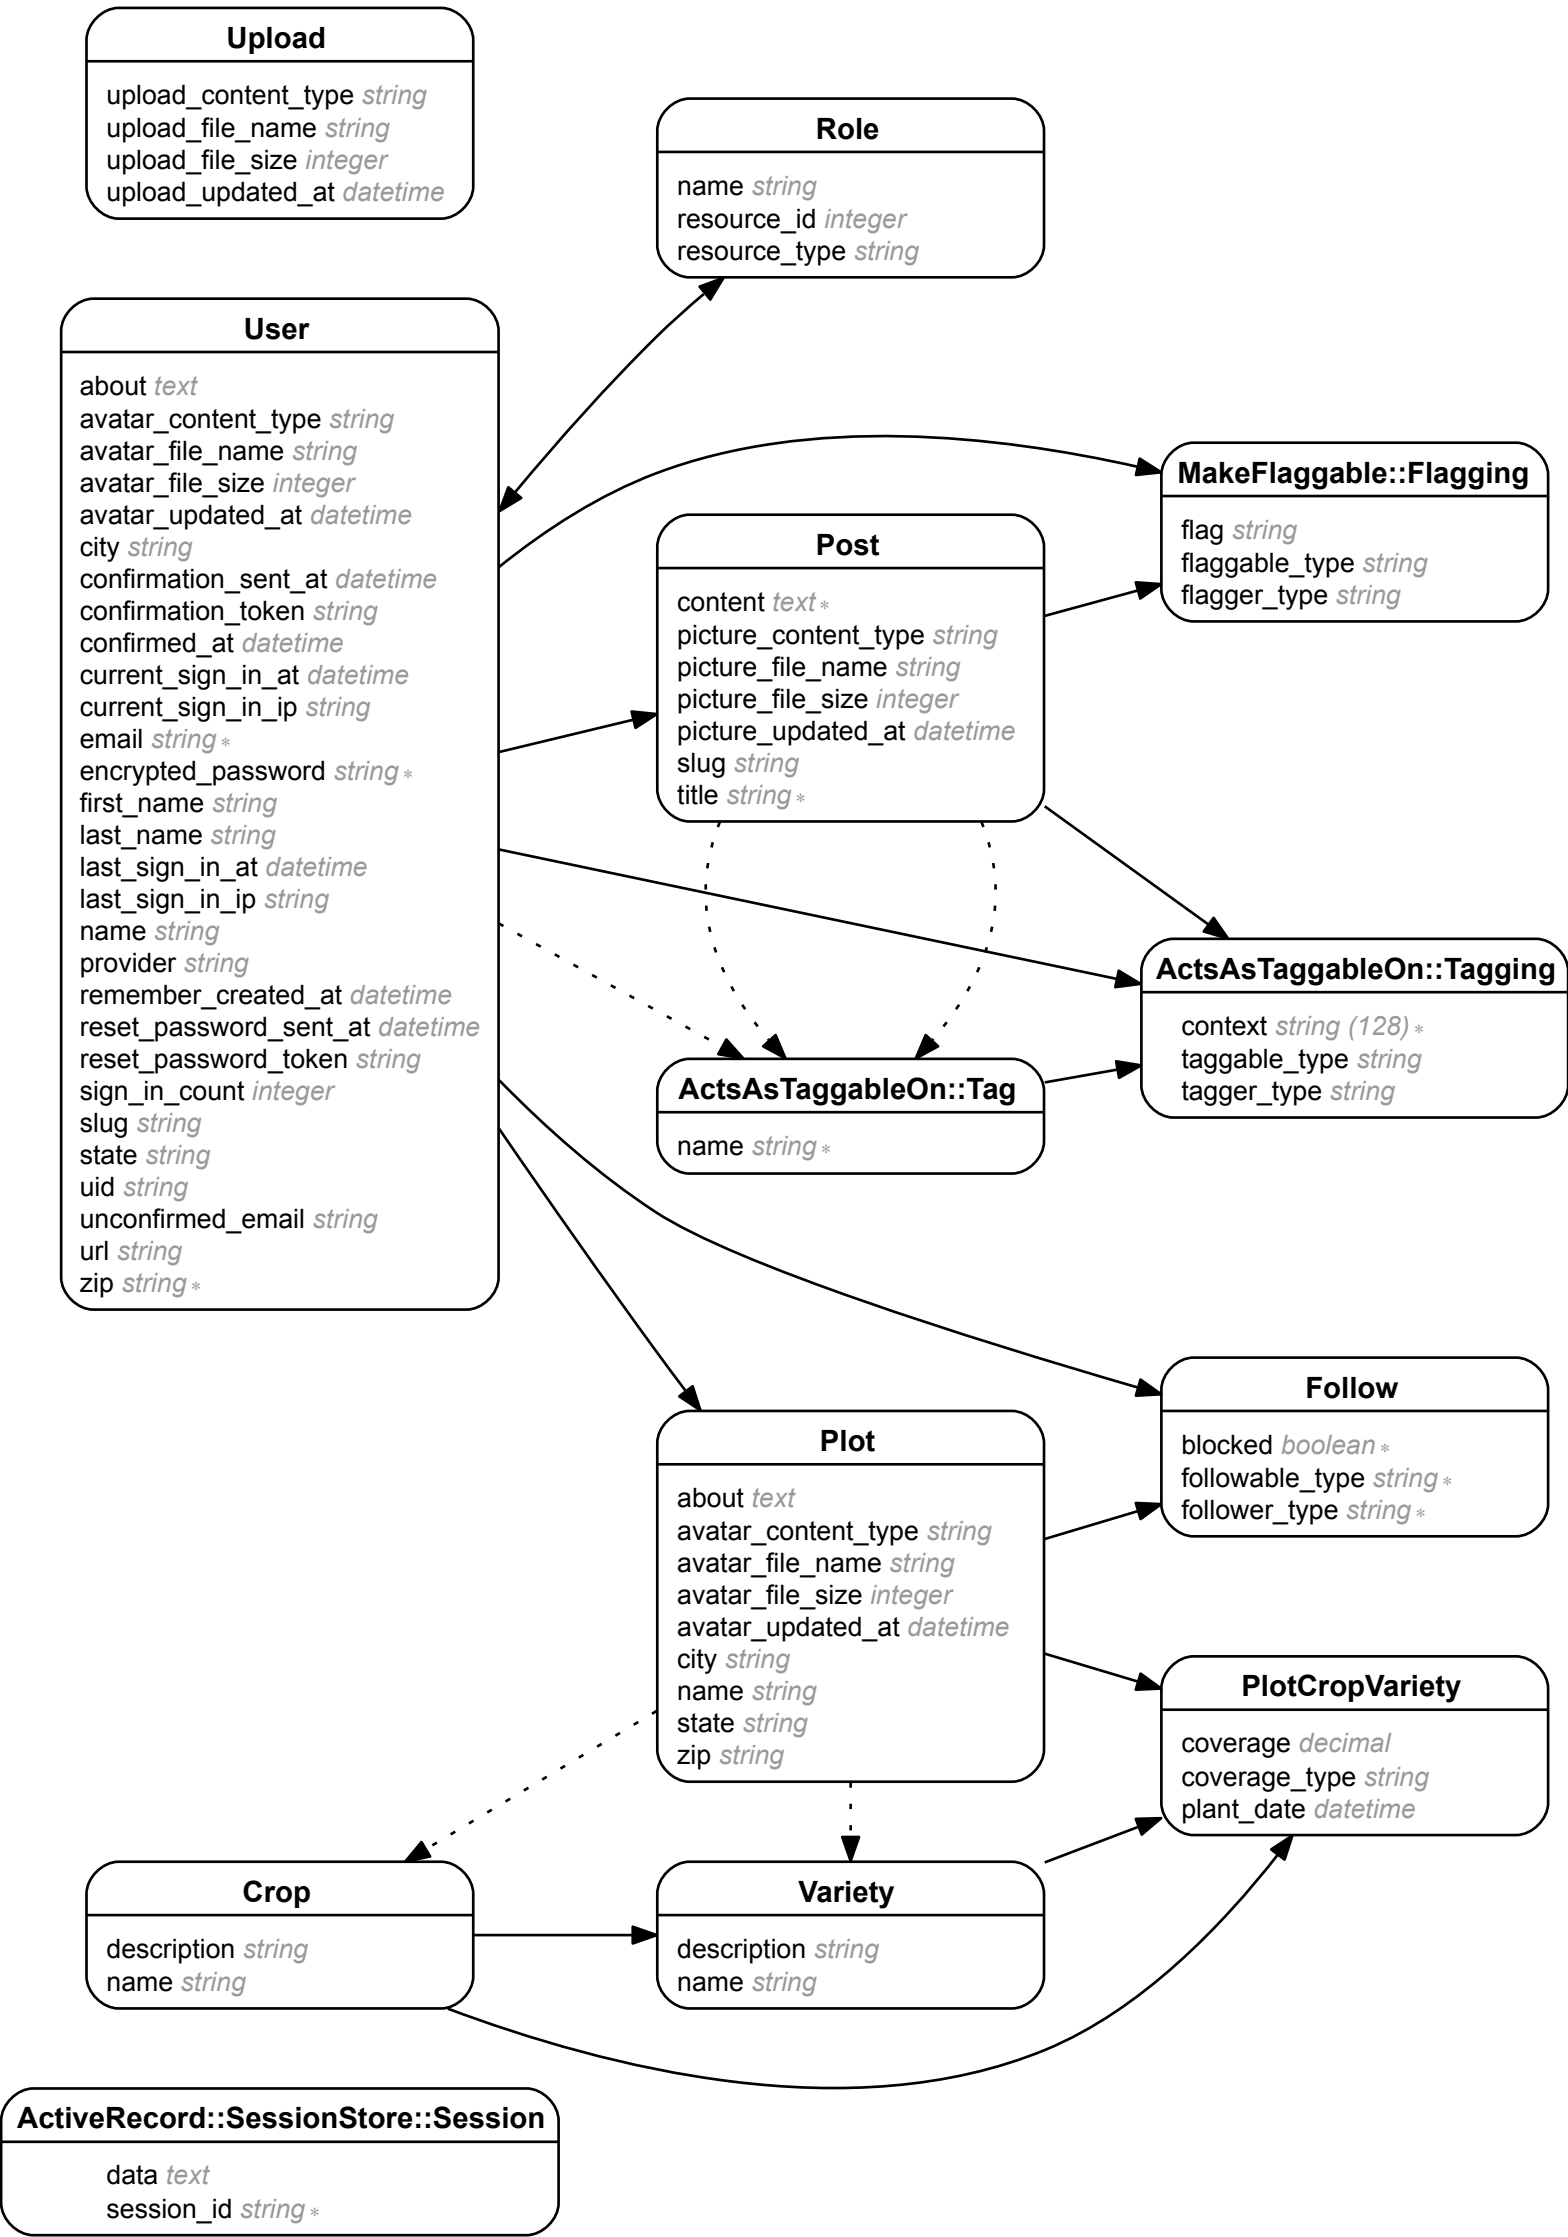 Upload
upload_content_type string
upload_file_name string
upload_file_size integer
upload_updated_at datetime
Role
name string
resource_id integer
resource_type string
User
about text
avatar_content_type string
avatar_file_name string
avatar_file_size integer
avatar_updated_at datetime
city string
confirmation_sent_at datetime
confirmation_token string
confirmed_at datetime
current_sign_in_at datetime
current_sign_in_ip string
email string *
encrypted_password string *
first_name string
last_name string
last_sign_in_at datetime
last_sign_in_ip string
name string
provider string
remember_created_at datetime
reset_password_sent_at datetime
reset_password_token string
sign_in_count integer
slug string
state string
uid string
unconfirmed_email string
url string
zip string *
MakeFlaggable::Flagging
flag string
flaggable_type string
flagger_type string
Post
content text *
picture_content_type string
picture_file_name string
picture_file_size integer
picture_updated_at datetime
slug string
title string *
ActsAsTaggableOn::Tagging
context string (128) *
taggable_type string
tagger_type string
ActsAsTaggableOn::Tag
name string *
Follow
blocked boolean *
followable_type string *
follower_type string *
Plot
about text
avatar_content_type string
avatar_file_name string
avatar_file_size integer
avatar_updated_at datetime
city string
name string
state string
zip string
PlotCropVariety
coverage decimal
coverage_type string
plant_date datetime
Crop
description string
name string
Variety
description string
name string
ActiveRecord::SessionStore::Session
data text
session_id string *